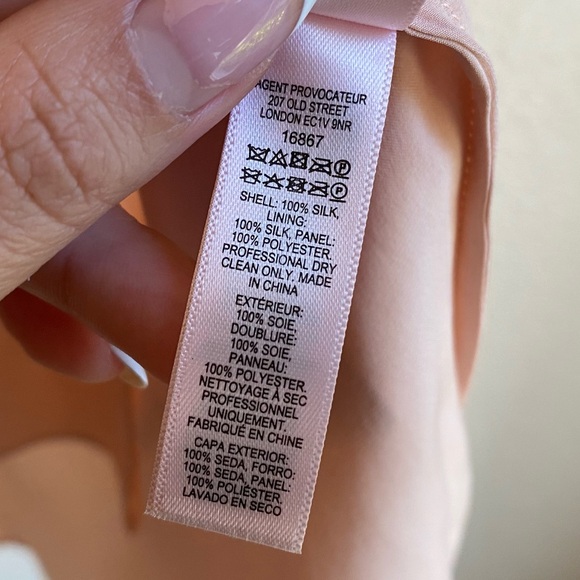 AGENT PROVOCATEUR
207 OLD STREET
LONDON EC1V 9NR
16867
SHELL: 100% SILK,
LINING:
100% SILK, PANEL:
100% POLYESTER.
PROFESSIONAL DRY
CLEAN ONLY. MADE
IN CHINA
EXTÉRIEUR:
100% SOIE,
DOUBLURE:
100% SOIE,
PANNEAU:
100% POLYESTER.
NETTOYAGE À SEC
PROFESSIONNEL
UNIQUEMENT.
FABRIQUÉ EN CHINE
CAPA EXTERIOR:
100% SEDA, FORRO:
100% SEDA, PANEL:
100% POLIÉSTER.
LAVADO EN SECO